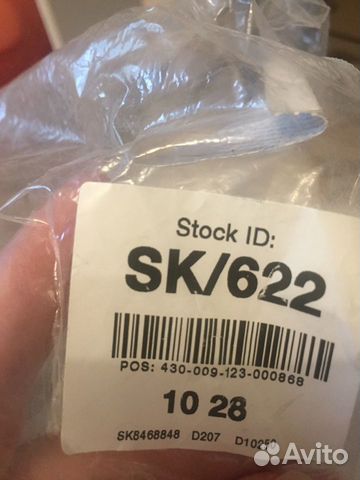 Stock ID:
SK/622
POS: 430-009-123-000868
10 28
SK8468848 D207
Avito